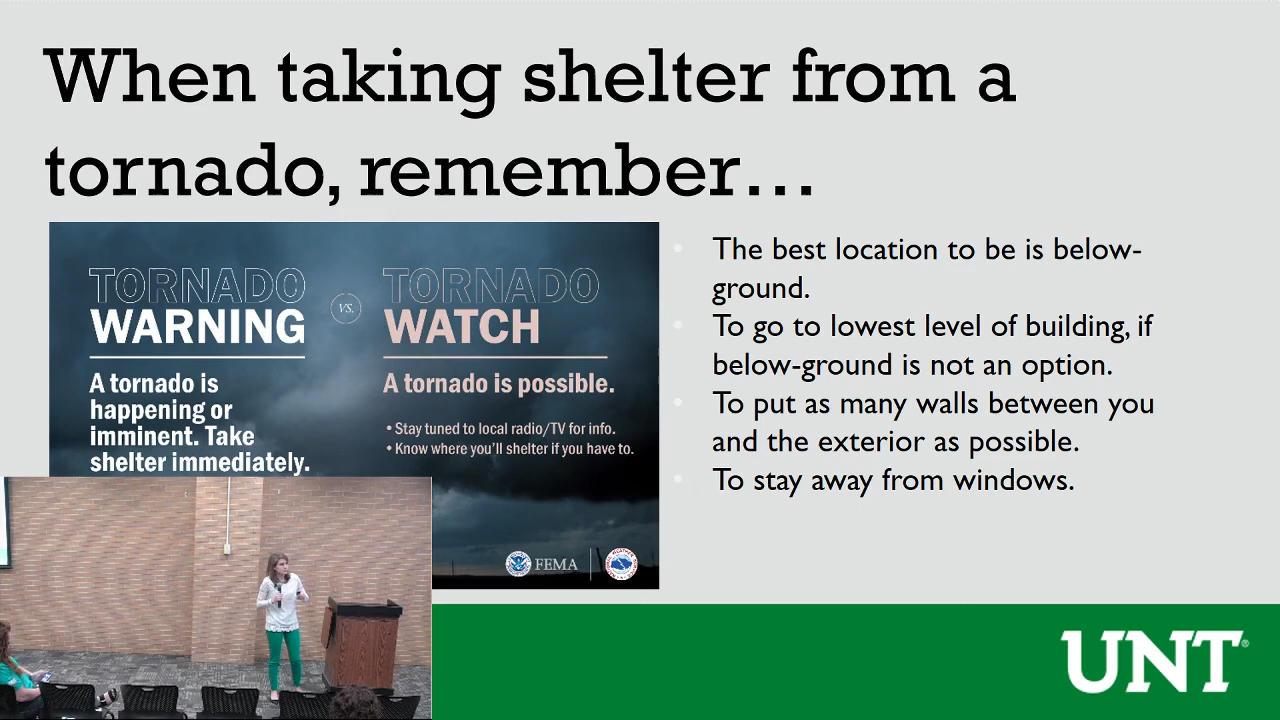 When taking shelter from a
tornado, remember…
TORNADO
WARNING
A tornado is
happening or
imminent. Take
shelter immediately.
VS.
TORNADO
WATCH
A tornado is possible.
• Stay tuned to local radio/TV for info.
• Know where you'll shelter if you have to.
FEMA
The best location to be is below-
ground.
To go to lowest level of building, if
below-ground is not an option.
To put as many walls between you
and the exterior as possible.
To stay away from windows.
UNT®